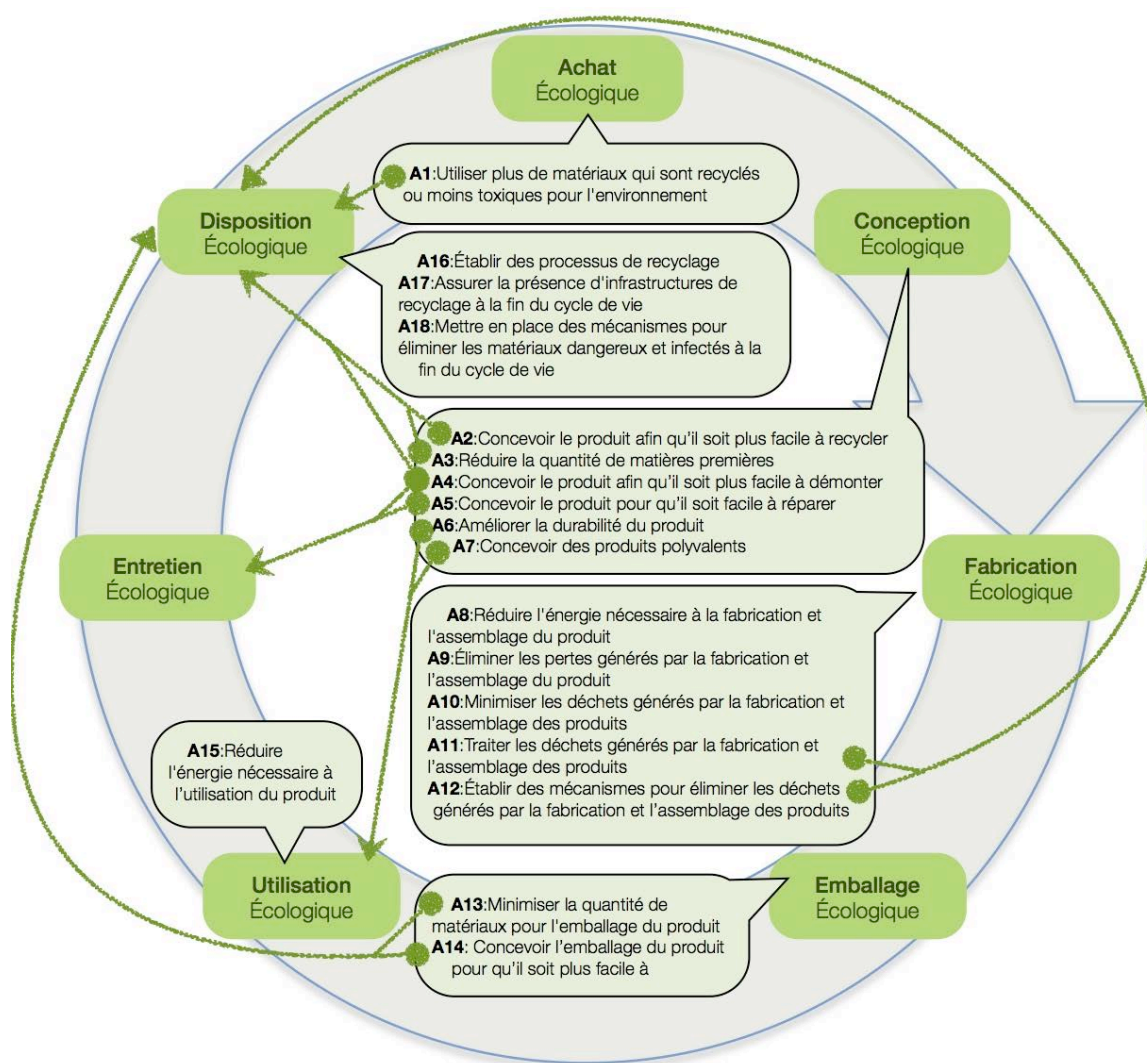 Achat
Écologique
A1:Utiliser plus de matériaux qui sont recyclés
ou moins toxiques pour l'environnement
Disposition
Écologique
Conception
Écologique
A16:Établir des processus de recyclage
A17:Assurer la présence d'infrastructures de
recyclage à la fin du cycle de vie
A18:Mettre en place des mécanismes pour
éliminer les matériaux dangereux et infectés à la
fin du cycle de vie
A2:Concevoir le produit afin qu'il soit plus facile à recycler
A3:Réduire la quantité de matières premières
A4:Concevoir le produit afin qu'il soit plus facile à démonter
A5:Concevoir le produit pour qu'il soit facile à réparer
A6:Améliorer la durabilité du produit
A7:Concevoir des produits polyvalents
Entretien
Écologique
Fabrication
Écologique
A8:Réduire l'énergie nécessaire à la fabrication et
l'assemblage du produit
A9:Éliminer les pertes générés par la fabrication et
l'assemblage du produit
A10:Minimiser les déchets générés par la fabrication et
l'assemblage des produits
A11:Traiter les déchets générés par la fabrication et
l'assemblage des produits
A12:Établir des mécanismes pour éliminer les déchets
générés par la fabrication et l'assemblage des produits
A15:Réduire
l'énergie nécessaire à
l'utilisation du produit
Utilisation
Écologique
Emballage
Écologique
A13:Minimiser la quantité de
matériaux pour l'emballage du produit
A14: Concevoir l'emballage du produit
pour qu'il soit plus facile à